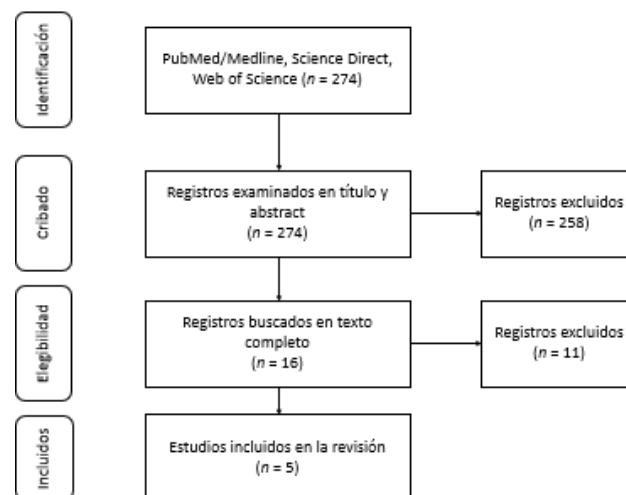 Identificación
PubMed/Medline, Science Direct,
Web of Science (n = 274)
Cribado
Registros examinados en título y
abstract
(n = 274)
Registros excluidos
(n = 258)
Elegibilidad
Registros buscados en texto
completo
(n = 16)
Registros excluidos
(n = 11)
Incluidos
Estudios incluidos en la revisión
(n = 5)